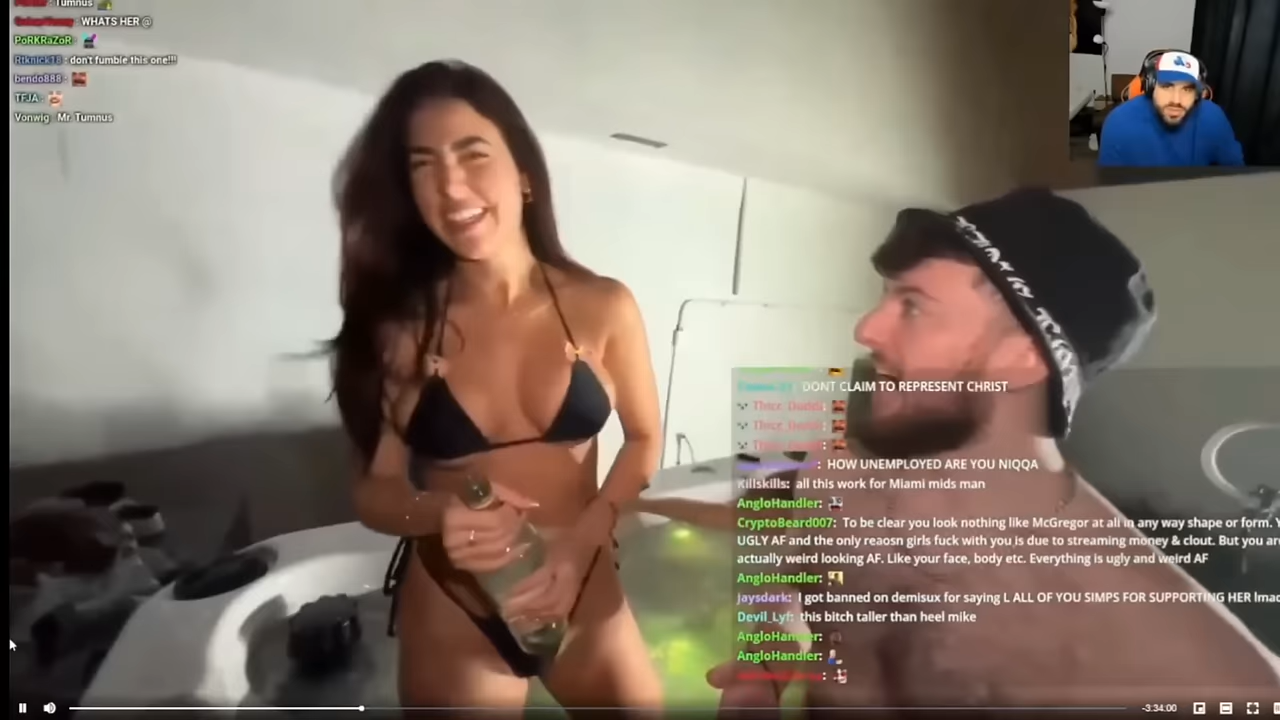 Tumnus
WHATS HER @
PoRKRaZoR:
Rtknick18: don't fumble this one!!!
bendo888:
TFJA:
Vonwig: Mr. Tumnus
DONT CLAIM TO REPRESENT CHRIST
: HOW UNEMPLOYED ARE YOU NIQQA
Killskills: all this work for Miami mids man
AngloHandler:
CryptoBeard007: To be clear you look nothing like McGregor at all in any way shape or form.
UGLY AF and the only reaosn girls fuck with you is due to streaming money & clout. But you are
actually weird looking AF. Like your face, body etc. Everything is ugly and weird AF
AngloHandler:
jaysdark: I got banned on demisux for saying L ALL OF YOU SIMPS FOR SUPPORTING HER lmao
Devil_Lyf: this bitch taller than heel mike
AngloHandler:
AngloHandler:
-3:34:00